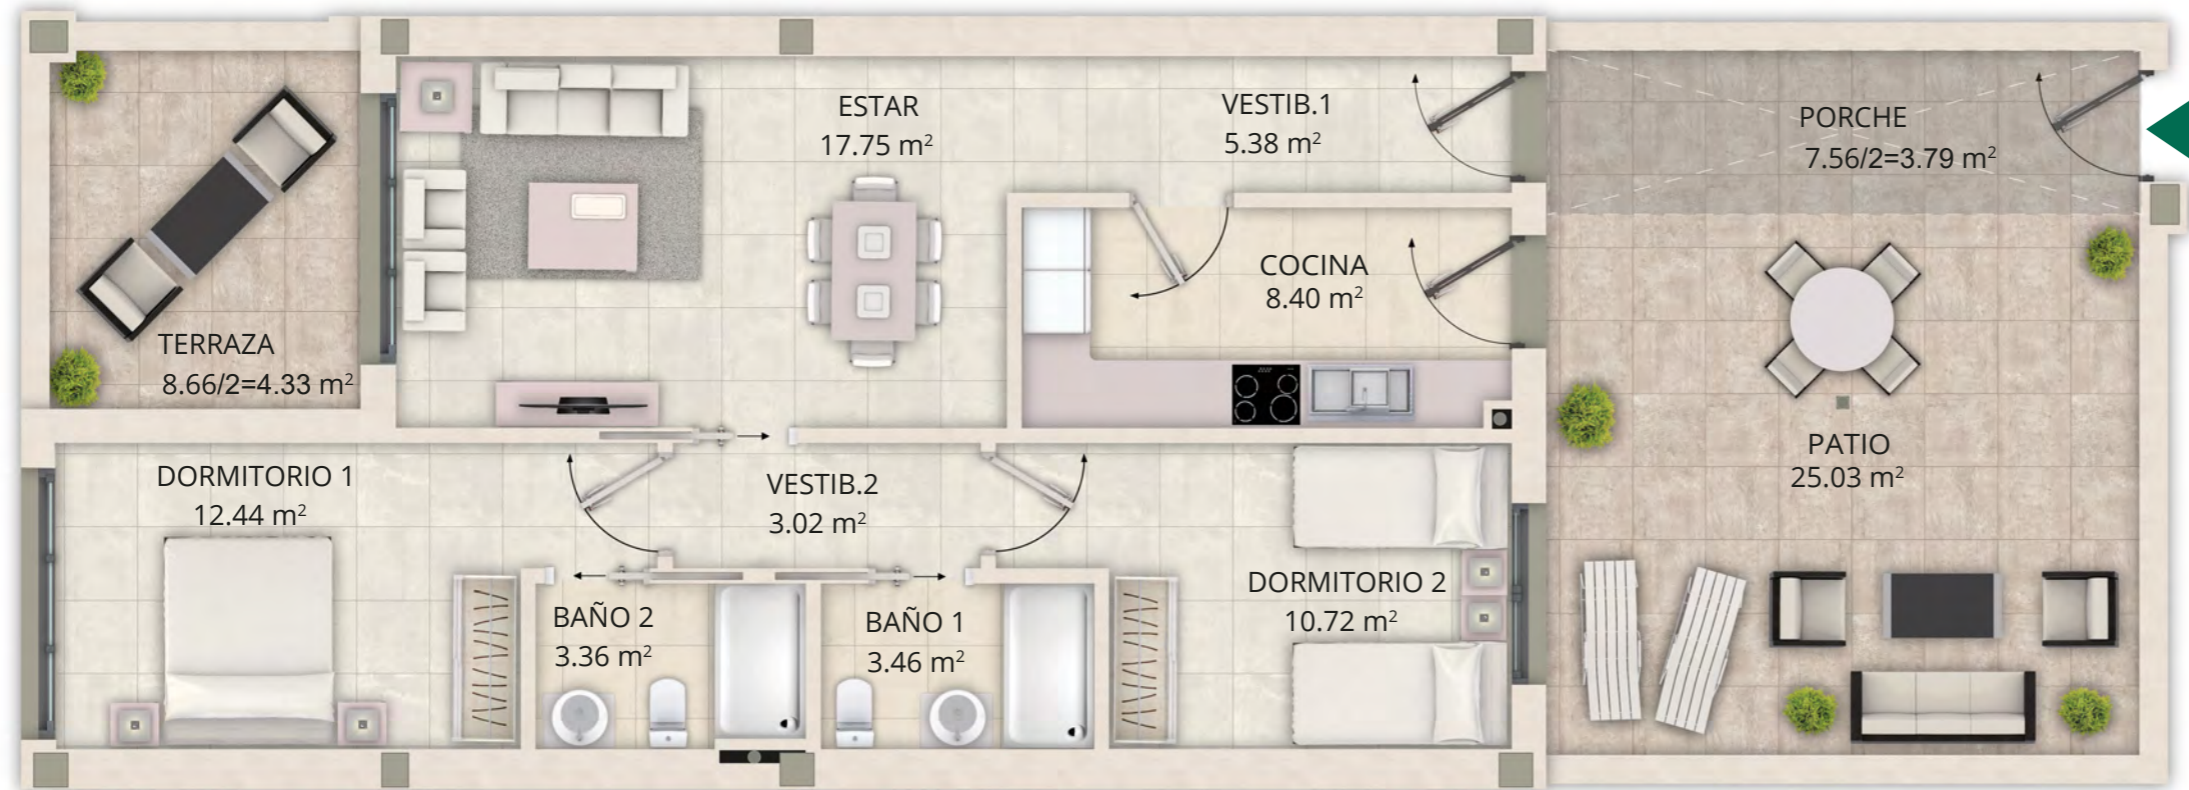 ESTAR
17.75 m²
VESTIB.1
5.38 m²
PORCHE
7.56/2=3.79 m²
COCINA
8.40 m²
TERRAZA
8.66/2=4.33 m²
PATIO
25.03 m²
DORMITORIO 1
12.44 m²
VESTIB.2
3.02 m²
DORMITORIO 2
10.72 m²
BAÑO 2
3.36 m²
BAÑO 1
3.46 m²